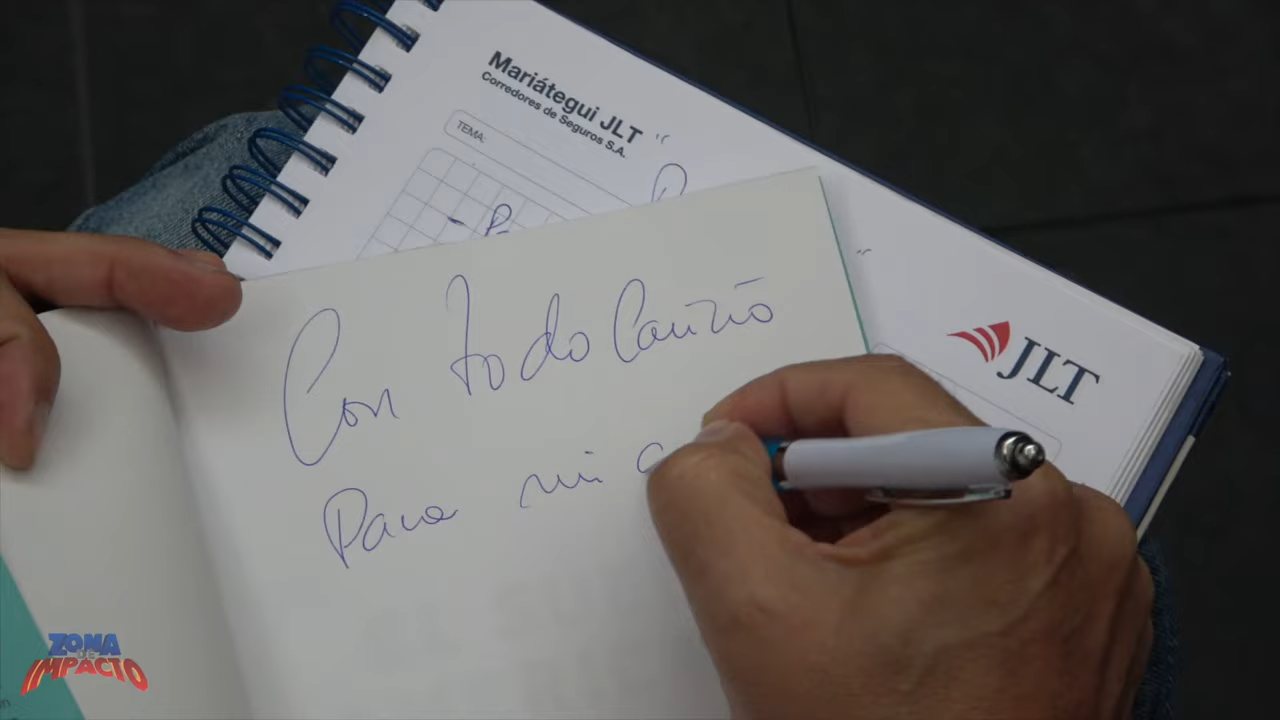 Mariátegui JLT
Corredores de Seguros S.A.
TEMA:
Con todo Cariño
Para mi
JLT
ZONA
DE
IMPACTO